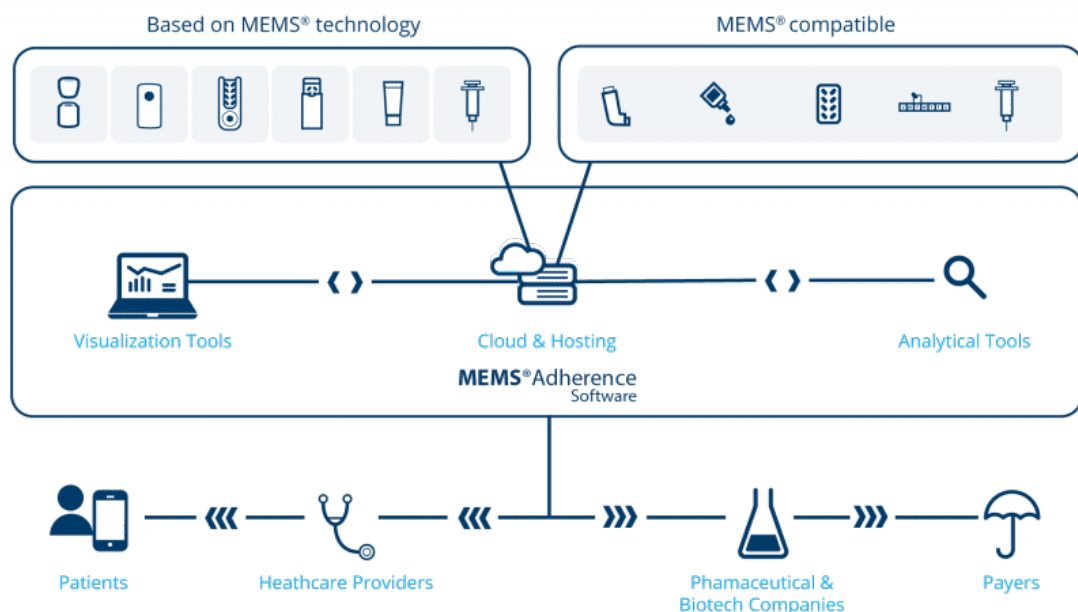 Based on MEMS® technology
MEMS® compatible
Visualization Tools
Cloud & Hosting
Analytical Tools
MEMS®Adherence
Software
Patients
Heathcare Providers
Phamaceutical &
Biotech Companies
Payers